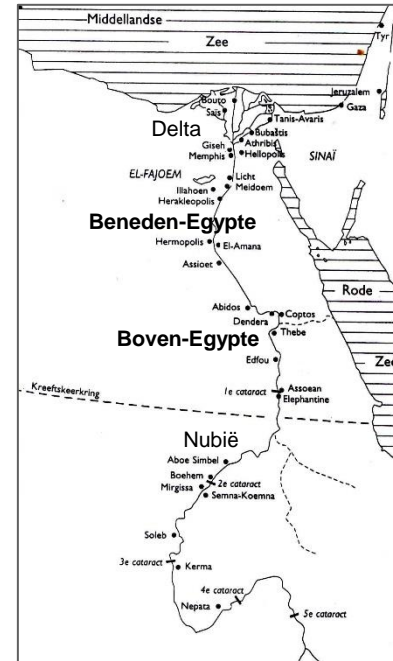 Middellandse
Zee
Tyr
Jeruzalem
Gaza
Bouto
Saïs
Tanis-Avaris
Delta
Bubastis
Athribis
Giseh
Memphis
Heliopolis
SINAÏ
EL-FAJOEM
Licht
Meidoem
Illahoen
Herakleopolis
Beneden-Egypte
Hermopolis
El-Amana
Assioet
Rode
Abidos
Coptos
Dendera
Thebe
Boven-Egypte
Zee
Edfou
Kreeftskeerkring
1e cataract
Assoean
Elephantine
Nubië
Aboe Simbel
Boehem
2e cataract
Mirgissa
Semna-Koemna
Soleb
3e cataract
Kerma
4e cataract
Nepata
5e cataract